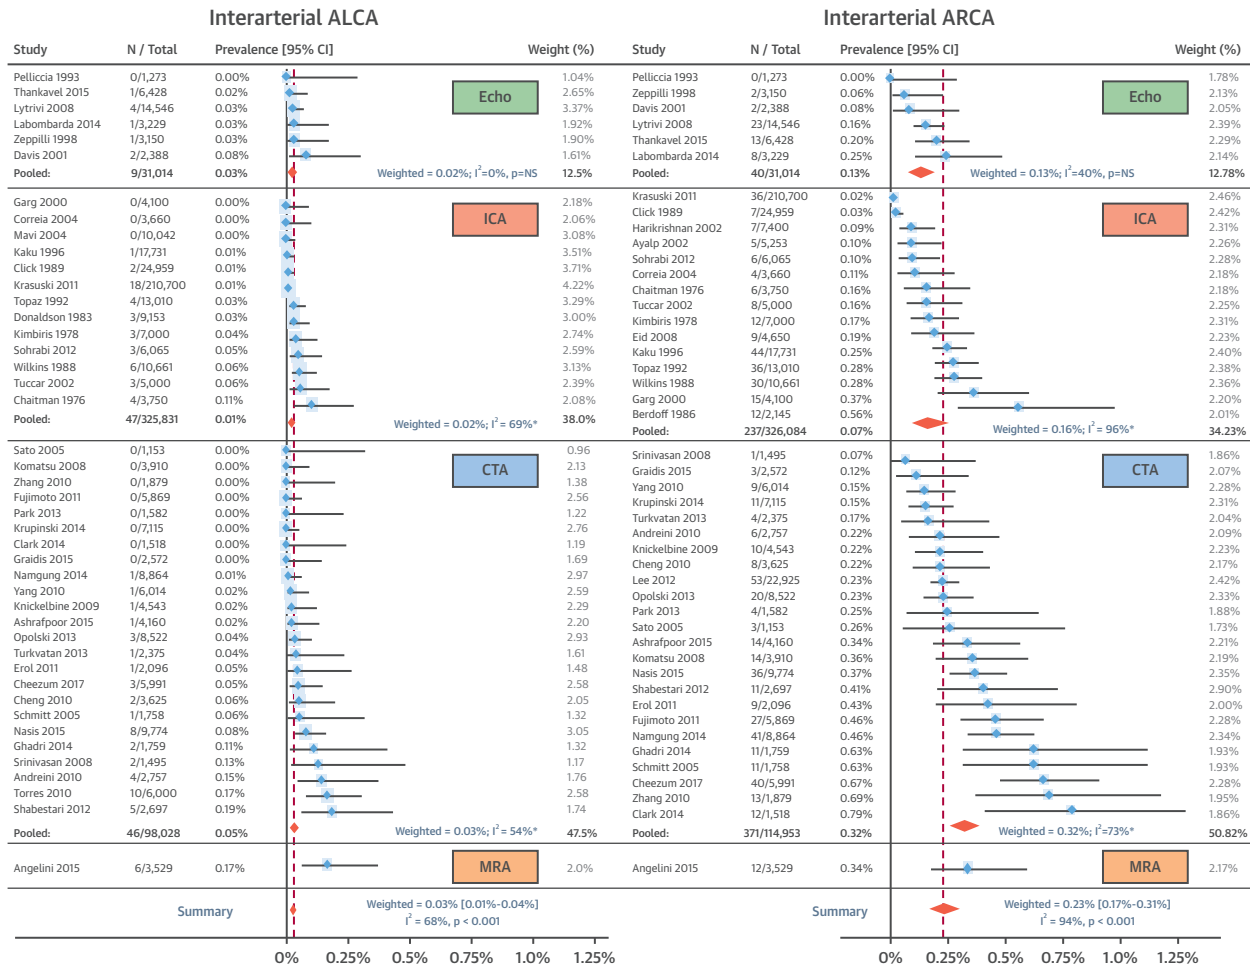 Interarterial ALCA
Study N / Total Prevalence [95% CI] Weight (%)
Pelliccia 1993 0/1,273 0.00% 1.04%
Thankavel 2015 1/6,428 0.02% 2.65%
Lytrivi 2008 4/14,546 0.03% 3.37%
Labombarda 2014 1/3,229 0.03% 1.92%
Zeppilli 1998 1/3,150 0.03% 1.90%
Davis 2001 2/2,388 0.08% 1.61%
Echo
Pooled: 9/31,014 0.03% Weighted = 0.02%; I²=0%, p=NS 12.5%
Garg 2000 0/4,100 0.00% 2.18%
Correia 2004 0/3,660 0.00% 2.06%
Mavi 2004 0/10,042 0.00% 3.08%
Kaku 1996 1/17,731 0.01% 3.51%
Click 1989 2/24,959 0.01% 3.71%
Krasuski 2011 18/210,700 0.01% 4.22%
Topaz 1992 4/13,010 0.03% 3.29%
Donaldson 1983 3/9,153 0.03% 3.00%
Kimbiris 1978 3/7,000 0.04% 2.74%
Sohrabi 2012 3/6,065 0.05% 2.59%
Wilkins 1988 6/10,661 0.06% 3.13%
Tuccar 2002 3/5,000 0.06% 2.39%
Chaitman 1976 4/3,750 0.11% 2.08%
ICA
Pooled: 47/325,831 0.01% Weighted = 0.02%; I² = 69%* 38.0%
Sato 2005 0/1,153 0.00% 0.96
Komatsu 2008 0/3,910 0.00% 2.13
Zhang 2010 0/1,879 0.00% 1.38
Fujimoto 2011 0/5,869 0.00% 2.56
Park 2013 0/1,582 0.00% 1.22
Krupinski 2014 0/7,115 0.00% 2.76
Clark 2014 0/1,518 0.00% 1.19
Graidis 2015 0/2,572 0.00% 1.69
Namgung 2014 1/8,864 0.01% 2.97
Yang 2010 1/6,014 0.02% 2.59
Knickelbine 2009 1/4,543 0.02% 2.29
Ashrafpoor 2015 1/4,160 0.02% 2.20
Opolski 2013 3/8,522 0.04% 2.93
Turkvatan 2013 1/2,375 0.04% 1.61
Erol 2011 1/2,096 0.05% 1.48
Cheezum 2017 3/5,991 0.05% 2.58
Cheng 2010 2/3,625 0.06% 2.05
Schmitt 2005 1/1,758 0.06% 1.32
Nasis 2015 8/9,774 0.08% 3.05
Ghadri 2014 2/1,759 0.11% 1.32
Srinivasan 2008 2/1,495 0.13% 1.17
Andreini 2010 4/2,757 0.15% 1.76
Torres 2010 10/6,000 0.17% 2.58
Shabestari 2012 5/2,697 0.19% 1.74
CTA
Pooled: 46/98,028 0.05% Weighted = 0.03%; I² = 54%* 47.5%
Angelini 2015 6/3,529 0.17% 2.0%
MRA
Summary Weighted = 0.03% [0.01%-0.04%]
I² = 68%, p < 0.001
0% 0.25% 0.5% 0.75% 1.0% 1.25%
Interarterial ARCA
Study N / Total Prevalence [95% CI] Weight (%)
Pelliccia 1993 0/1,273 0.00% 1.78%
Zeppilli 1998 2/3,150 0.06% 2.13%
Davis 2001 2/2,388 0.08% 2.05%
Lytrivi 2008 23/14,546 0.16% 2.39%
Thankavel 2015 13/6,428 0.20% 2.29%
Labombarda 2014 8/3,229 0.25% 2.14%
Echo
Pooled: 40/31,014 0.13% Weighted = 0.13%; I²=40%, p=NS 12.78%
Krasuski 2011 36/210,700 0.02% 2.46%
Click 1989 7/24,959 0.03% 2.42%
Harikrishnan 2002 7/7,400 0.09% 2.31%
Ayalp 2002 5/5,253 0.10% 2.26%
Sohrabi 2012 6/6,065 0.10% 2.28%
Correia 2004 4/3,660 0.11% 2.18%
Chaitman 1976 6/3,750 0.16% 2.18%
Tuccar 2002 8/5,000 0.16% 2.25%
Kimbiris 1978 12/7,000 0.17% 2.31%
Eid 2008 9/4,650 0.19% 2.23%
Kaku 1996 44/17,731 0.25% 2.40%
Topaz 1992 36/13,010 0.28% 2.38%
Wilkins 1988 30/10,661 0.28% 2.36%
Garg 2000 15/4,100 0.37% 2.20%
Berdoff 1986 12/2,145 0.56% 2.01%
ICA
Pooled: 237/326,084 0.07% Weighted = 0.16%; I² = 96%* 34.23%
Srinivasan 2008 1/1,495 0.07% 1.86%
Graidis 2015 3/2,572 0.12% 2.07%
Yang 2010 9/6,014 0.15% 2.28%
Krupinski 2014 11/7,115 0.15% 2.31%
Turkvatan 2013 4/2,375 0.17% 2.04%
Andreini 2010 6/2,757 0.22% 2.09%
Knickelbine 2009 10/4,543 0.22% 2.23%
Cheng 2010 8/3,625 0.22% 2.17%
Lee 2012 53/22,925 0.23% 2.42%
Opolski 2013 20/8,522 0.23% 2.33%
Park 2013 4/1,582 0.25% 1.88%
Sato 2005 3/1,153 0.26% 1.73%
Ashrafpoor 2015 14/4,160 0.34% 2.21%
Komatsu 2008 14/3,910 0.36% 2.19%
Nasis 2015 36/9,774 0.37% 2.35%
Shabestari 2012 11/2,697 0.41% 2.90%
Erol 2011 9/2,096 0.43% 2.00%
Fujimoto 2011 27/5,869 0.46% 2.28%
Namgung 2014 41/8,864 0.46% 2.34%
Ghadri 2014 11/1,759 0.63% 1.93%
Schmitt 2005 11/1,758 0.63% 1.93%
Cheezum 2017 40/5,991 0.67% 2.28%
Zhang 2010 13/1,879 0.69% 1.95%
Clark 2014 12/1,518 0.79% 1.86%
CTA
Pooled: 371/114,953 0.32% Weighted = 0.32%; I²=73%* 50.82%
Angelini 2015 12/3,529 0.34% 2.17%
MRA
Summary Weighted = 0.23% [0.17%-0.31%]
I² = 94%, p < 0.001
0% 0.25% 0.5% 0.75% 1.0% 1.25%